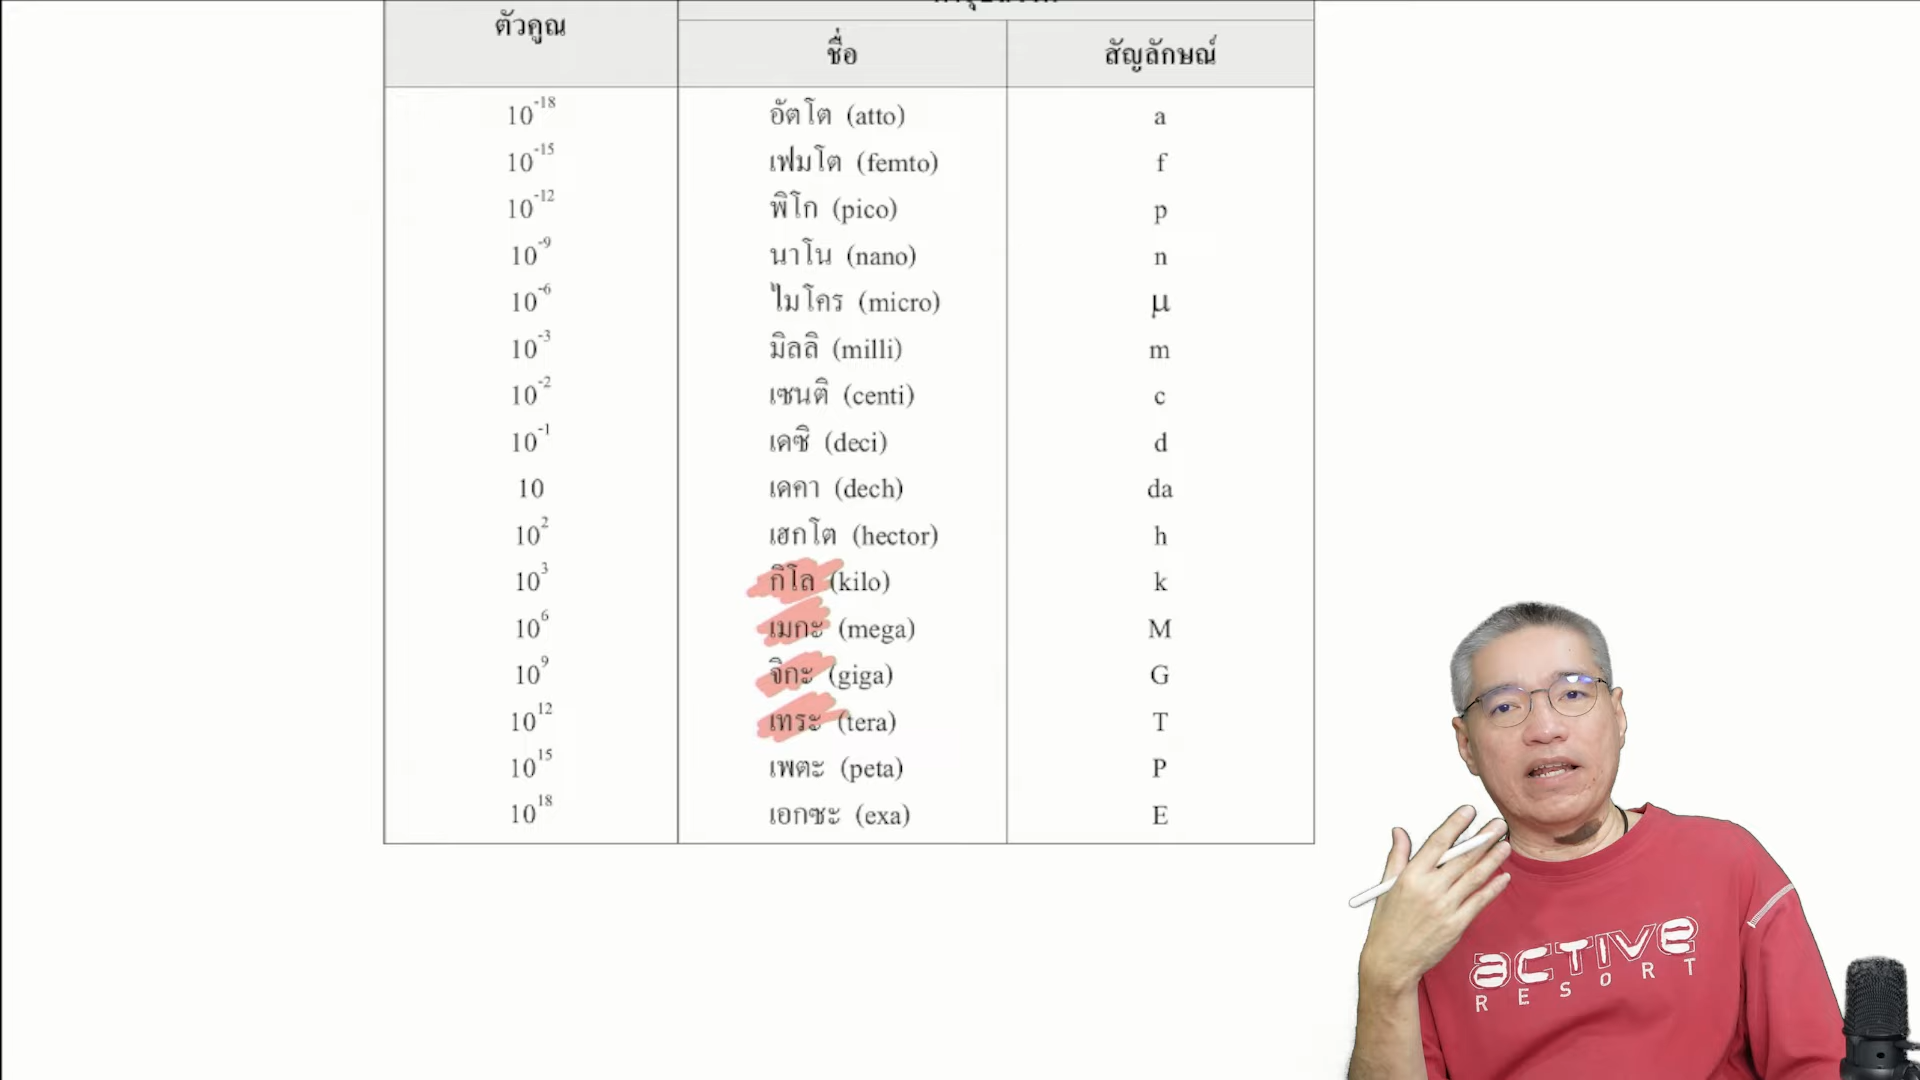 ตัวคูณ
ชื่อ สัญลักษณ์
10⁻¹⁸ อัตโต (atto) a
10⁻¹⁵ เฟมโต (femto) f
10⁻¹² พิโก (pico) p
10⁻⁹ นาโน (nano) n
10⁻⁶ ไมโคร (micro) μ
10⁻³ มิลลิ (milli) m
10⁻² เซนติ (centi) c
10⁻¹ เดซิ (deci) d
10 เดคา (dech) da
10² เฮกโต (hector) h
10³ กิโล (kilo) k
10⁶ เมกะ (mega) M
10⁹ จิกะ (giga) G
10¹² เทระ (tera) T
10¹⁵ เพตะ (peta) P
10¹⁸ เอกซะ (exa) E
ACTIVE
RESORT